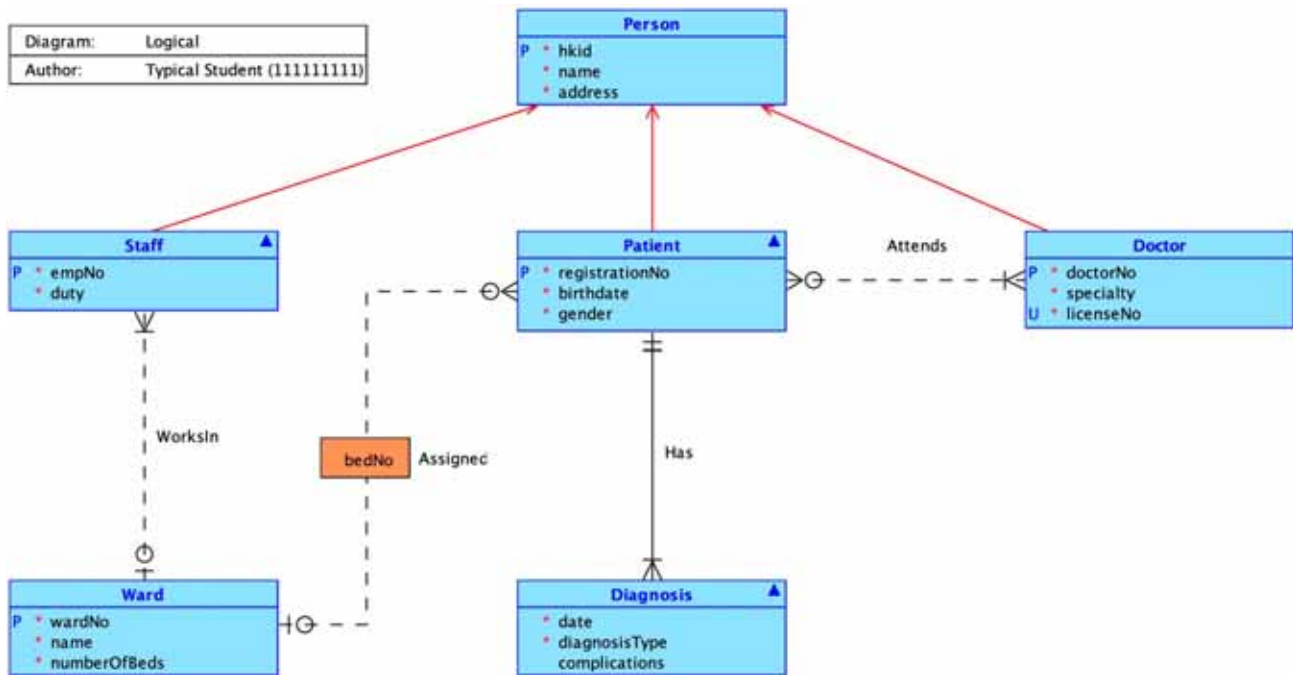 Diagram: Logical
Author: Typical Student (111111111)
Person
P * hkid
* name
* address
Staff
P * empNo
* duty
Patient
P * registrationNo
* birthdate
* gender
Attends
Doctor
P * doctorNo
* specialty
U * licenseNo
WorksIn
bedNo
Assigned
Has
Ward
P * wardNo
* name
* numberOfBeds
Diagnosis
* date
* diagnosisType
complications